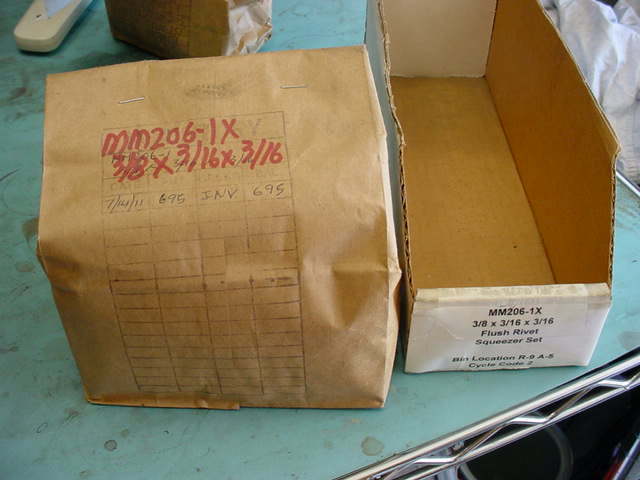 MM206-1X
3/8 x 3/16 x 3/16
7/14/11 695 INV 695
MM206-1X
3/8 x 3/16 x 3/16
Flush Rivet
Squeezer Set
Bin Location R-9 A-5
Cycle Code 2